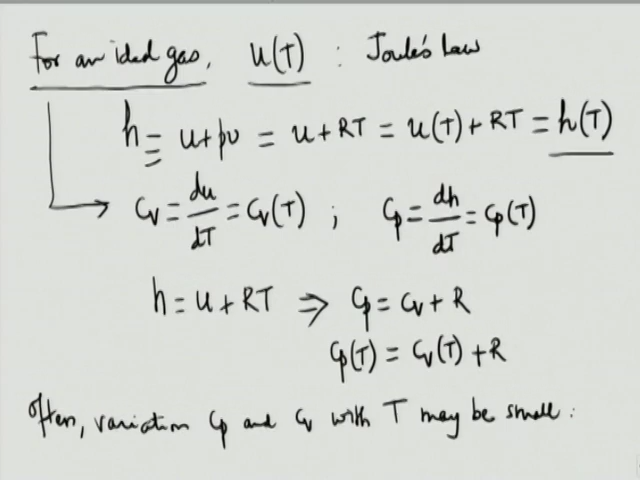 For an ideal gas, u(T) : Joule's Law
h = u + pv = u + RT = u(T) + RT = h(T)
Cv = du/dT = Cv(T) ; Cp = dh/dT = Cp(T)
h = u + RT ⇒ Cp = Cv + R
Cp(T) = Cv(T) + R
Often, variation Cp and Cv with T may be small :